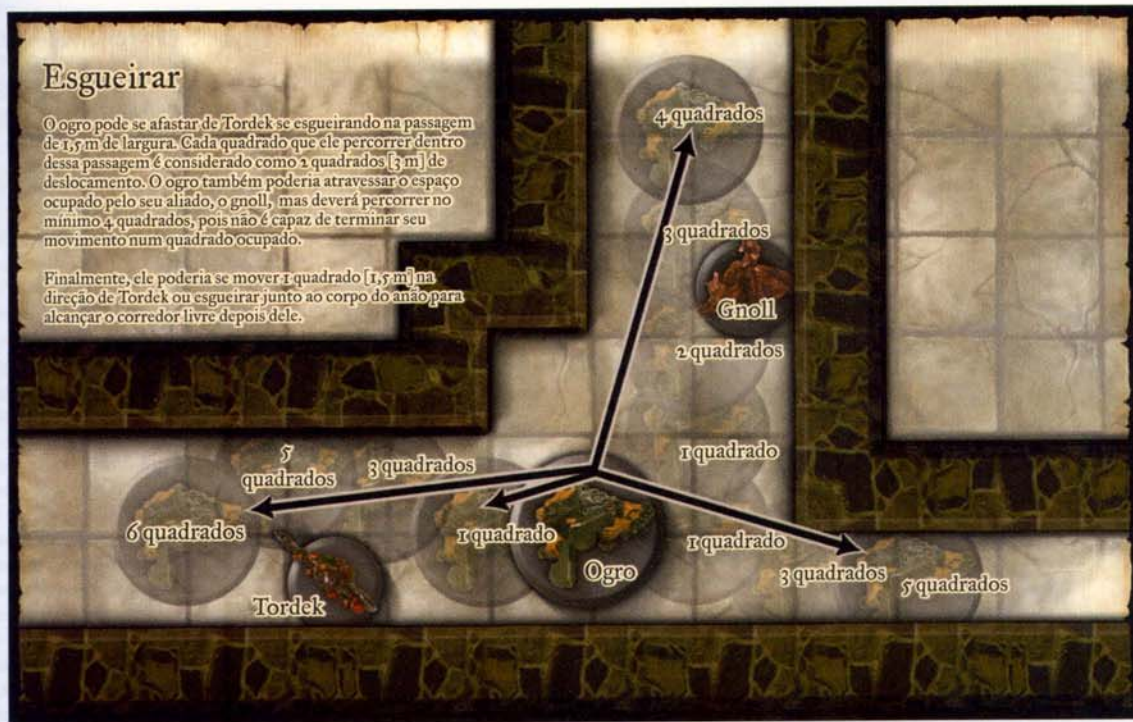 Esgueirar
O ogro pode se afastar de Tordek se esgueirando na passagem
de 1,5 m de largura. Cada quadrado que ele percorrer dentro
dessa passagem é considerado como 2 quadrados [3 m] de
deslocamento. O ogro também poderia atravessar o espaço
ocupado pelo seu aliado, o gnoll, mas deverá percorrer no
mínimo 4 quadrados, pois não é capaz de terminar seu
movimento num quadrado ocupado.
Finalmente, ele poderia se mover 1 quadrado [1,5 m] na
direção de Tordek ou esgueirar junto ao corpo do anão para
alcançar o corredor livre depois dele.
4 quadrados
3 quadrados
Gnoll
2 quadrados
1 quadrado
5
quadrados
3 quadrados
6 quadrados
1 quadrado
Ogro
Tordek
1 quadrado
3 quadrados
5 quadrados